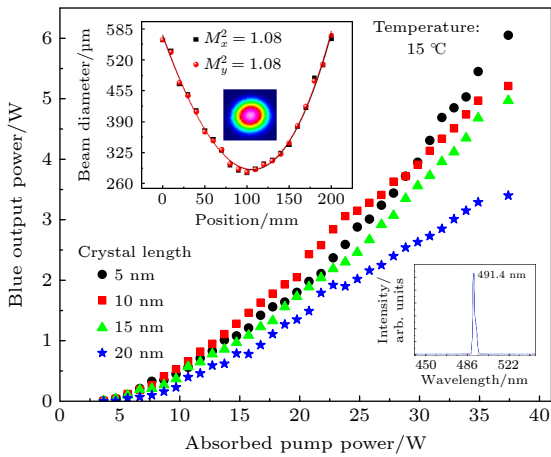 6
5
4
3
2
1
0
Blue output power/W
0
5
10
15
20
25
30
35
40
Absorbed pump power/W
Temperature:
15 ℃
585
520
455
390
325
260
Beam diameter/μm
0
50
100
150
200
Position/mm
M²ₓ = 1.08
M²ᵧ = 1.08
Crystal length
5 nm
10 nm
15 nm
20 nm
491.4 nm
Intensity/
arb. units
450
486
522
Wavelength/nm